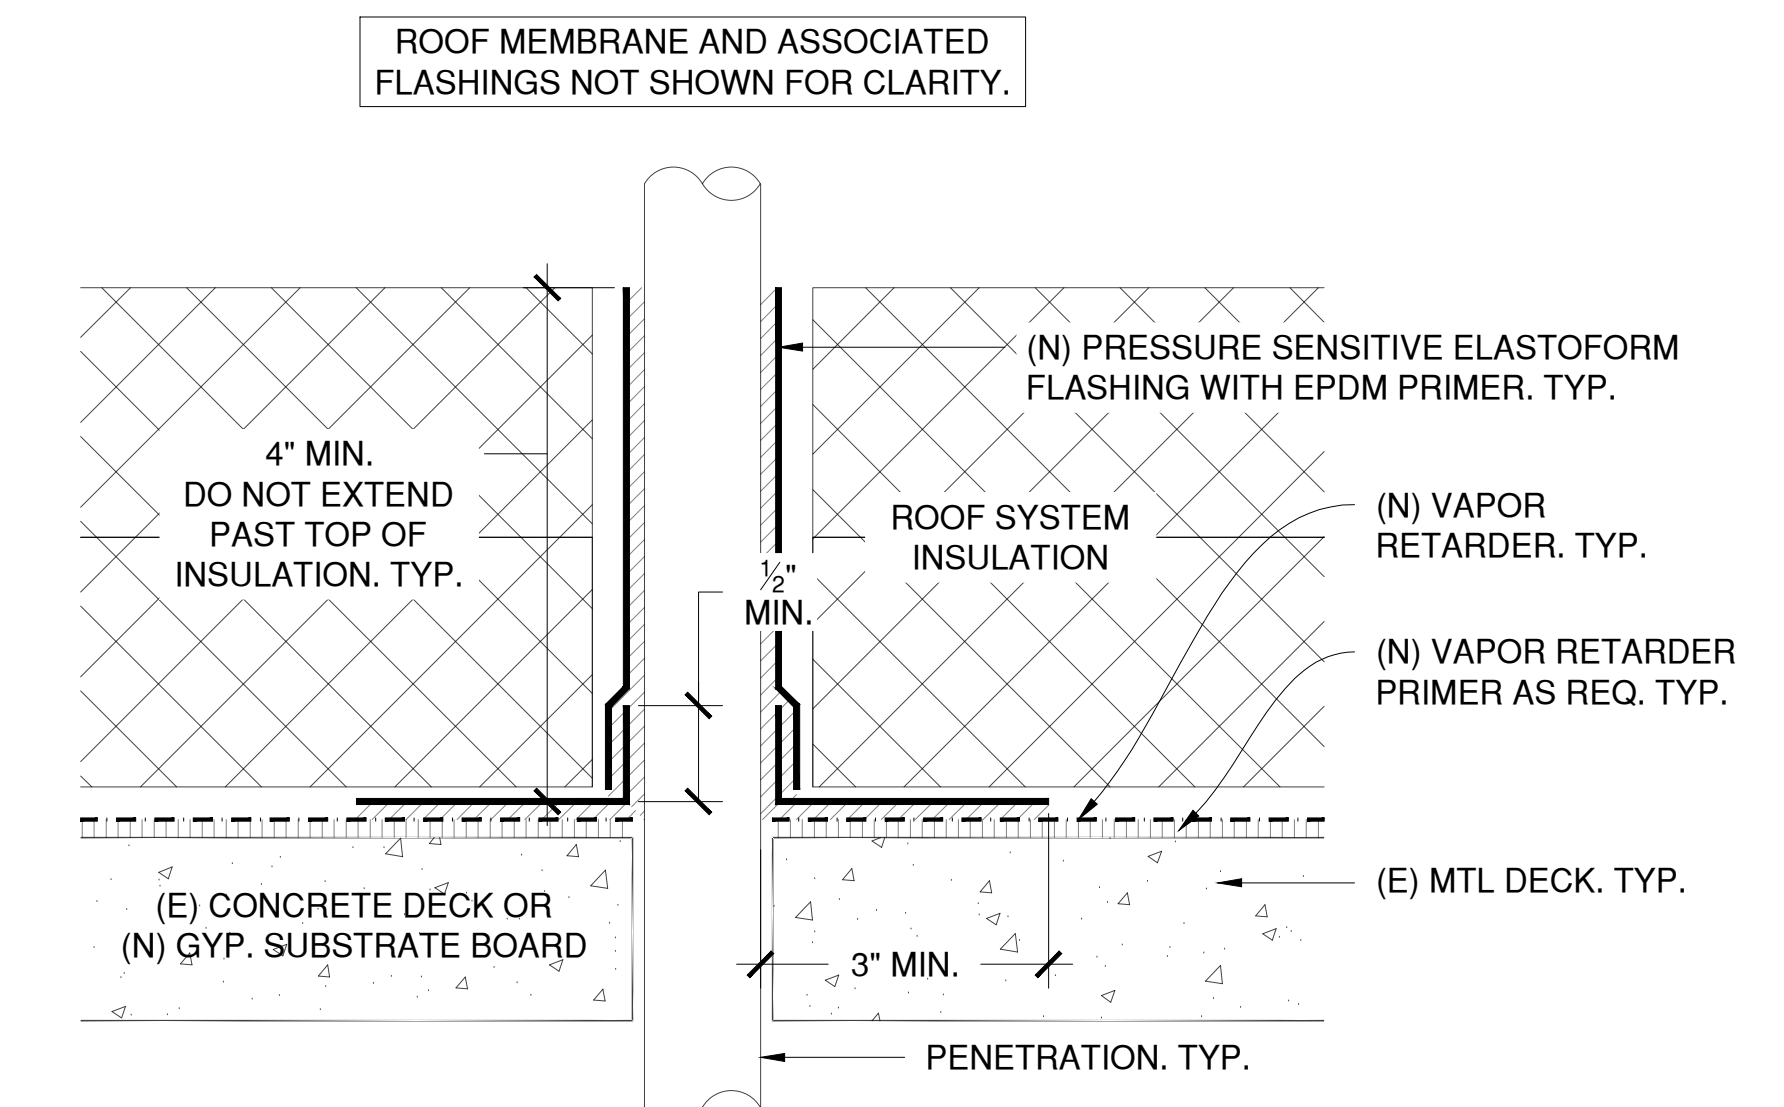 ROOF MEMBRANE AND ASSOCIATED
FLASHINGS NOT SHOWN FOR CLARITY.
(N) PRESSURE SENSITIVE ELASTOFORM
FLASHING WITH EPDM PRIMER. TYP.
4" MIN.
DO NOT EXTEND
PAST TOP OF
INSULATION. TYP.
ROOF SYSTEM
INSULATION
(N) VAPOR
RETARDER. TYP.
½"
MIN.
(N) VAPOR RETARDER
PRIMER AS REQ. TYP.
(E) MTL DECK. TYP.
(E) CONCRETE DECK OR
(N) GYP. SUBSTRATE BOARD
3" MIN.
PENETRATION. TYP.